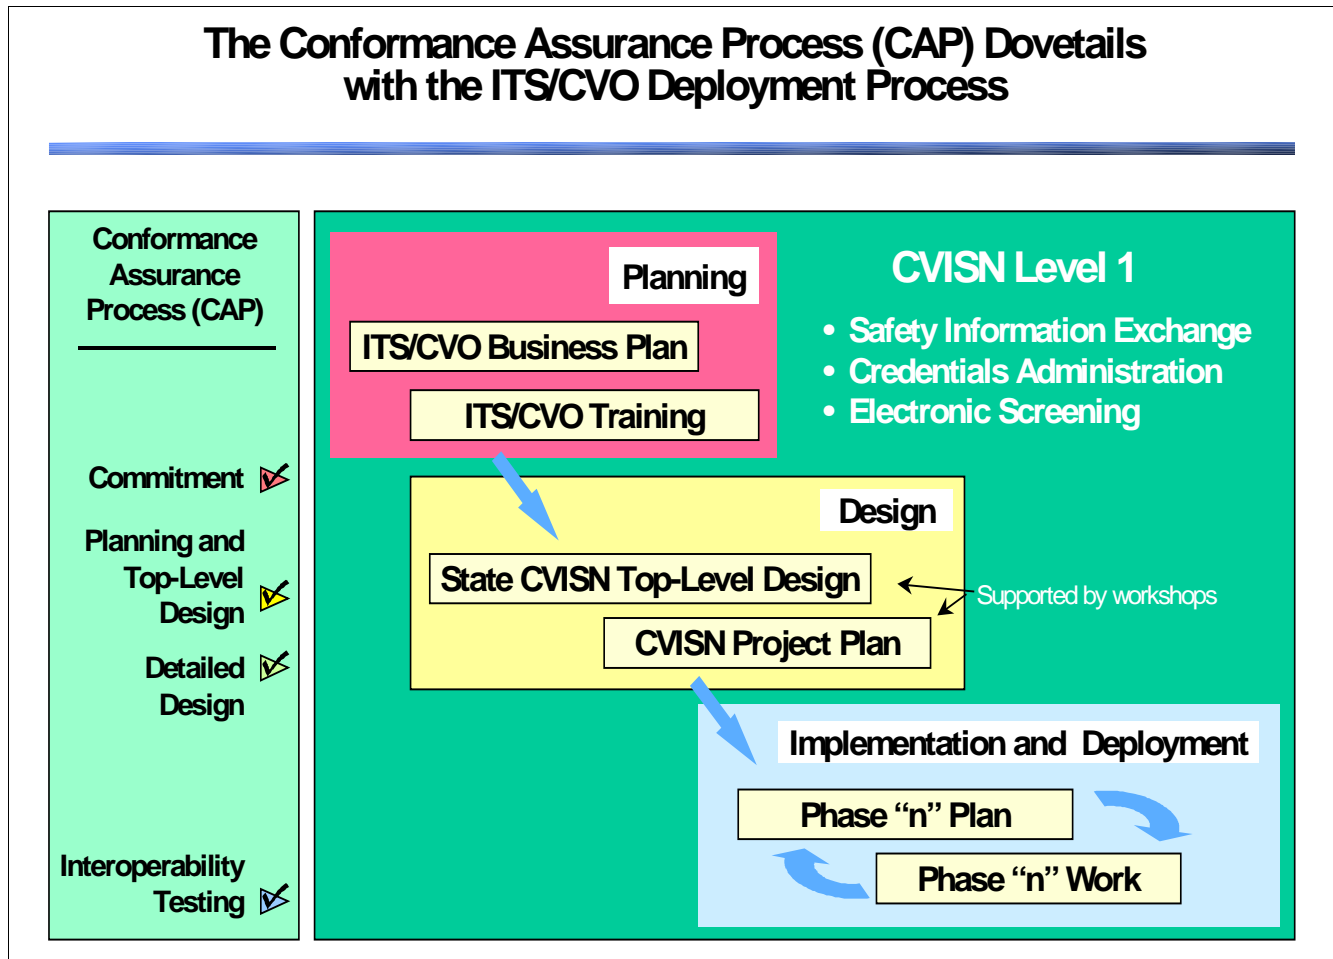 The Conformance Assurance Process (CAP) Dovetails
with the ITS/CVO Deployment Process
Conformance
Assurance
Process (CAP)
Commitment
Planning and
Top-Level
Design
Detailed
Design
Interoperability
Testing
Planning
ITS/CVO Business Plan
ITS/CVO Training
CVISN Level 1
• Safety Information Exchange
• Credentials Administration
• Electronic Screening
Design
State CVISN Top-Level Design
CVISN Project Plan
Supported by workshops
Implementation and Deployment
Phase “n” Plan
Phase “n” Work